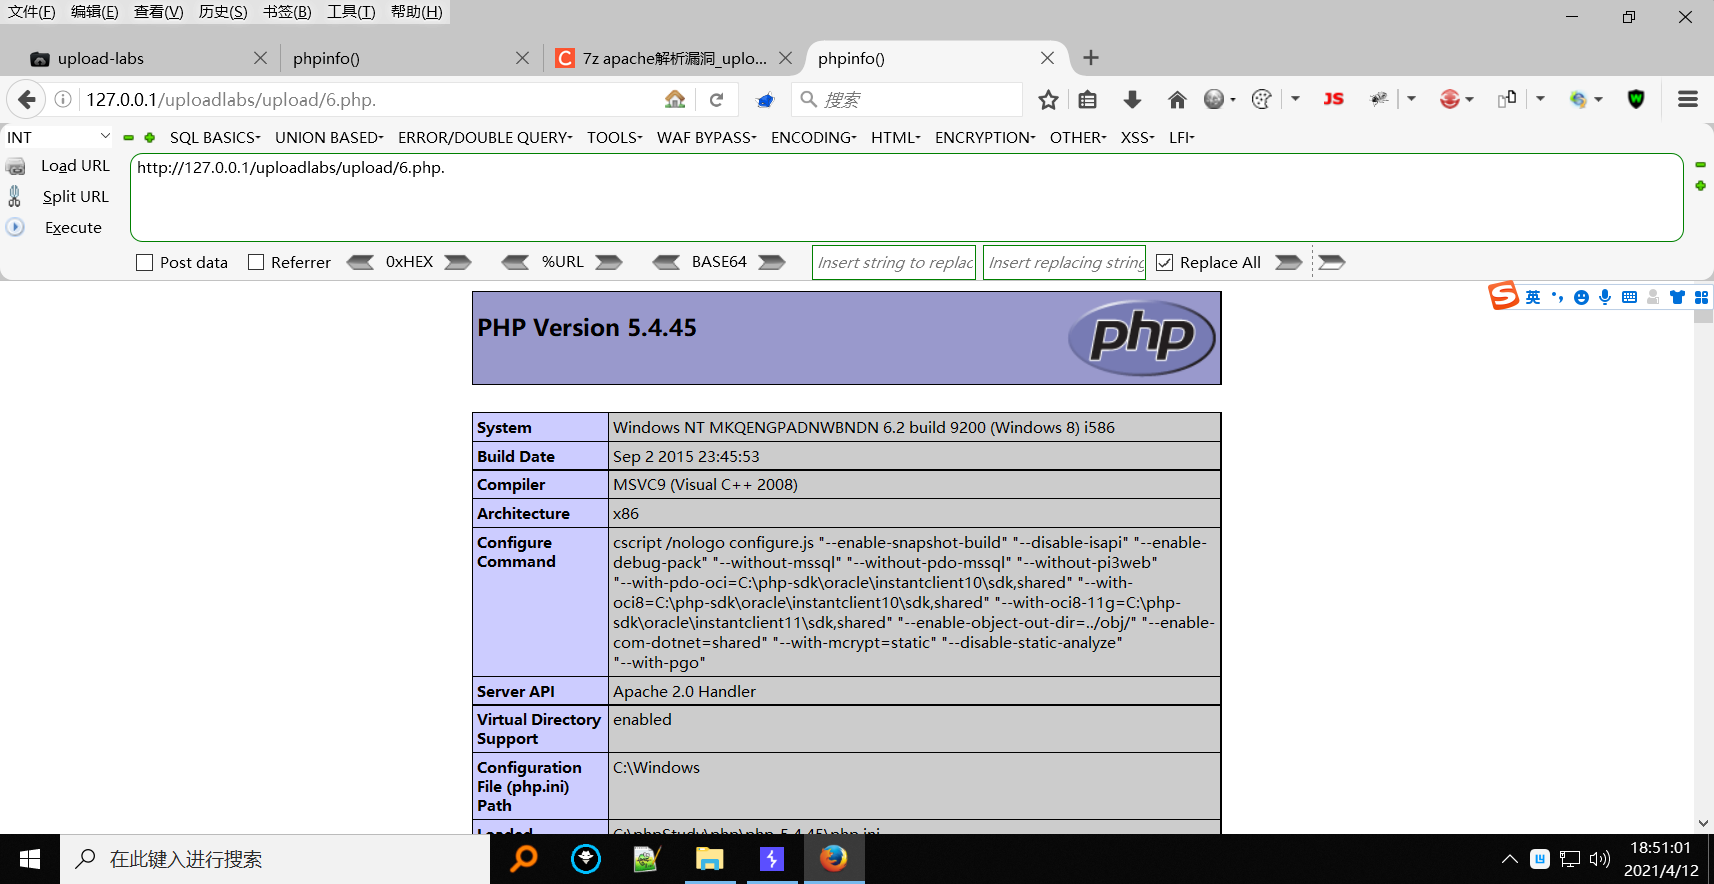 文件(F) 编辑(E) 查看(V) 历史(S) 书签(B) 工具(T) 帮助(H)
upload-labs
phpinfo()
C 7z apache解析漏洞_uplo...
phpinfo()
127.0.0.1/uploadlabs/upload/6.php.
搜索
JS
W
INT
SQL BASICS UNION BASED ERROR/DOUBLE QUERY TOOLS WAF BYPASS ENCODING HTML ENCRYPTION OTHER XSS LFI
Load URL
Split URL
Execute
http://127.0.0.1/uploadlabs/upload/6.php.
Post data Referrer 0xHEX %URL BASE64 Insert string to replac Insert replacing string Replace All
S 英
PHP Version 5.4.45
php
System Windows NT MKQENGPADNWBNDN 6.2 build 9200 (Windows 8) i586
Build Date Sep 2 2015 23:45:53
Compiler MSVC9 (Visual C++ 2008)
Architecture x86
Configure Command cscript /nologo configure.js "--enable-snapshot-build" "--disable-isapi" "--enable-
debug-pack" "--without-mssql" "--without-pdo-mssql" "--without-pi3web"
"--with-pdo-oci=C:\php-sdk\oracle\instantclient10\sdk,shared" "--with-
oci8=C:\php-sdk\oracle\instantclient10\sdk,shared" "--with-oci8-11g=C:\php-
sdk\oracle\instantclient11\sdk,shared" "--enable-object-out-dir=../obj/" "--enable-
com-dotnet=shared" "--with-mcrypt=static" "--disable-static-analyze"
"--with-pgo"
Server API Apache 2.0 Handler
Virtual Directory Support enabled
Configuration File (php.ini) Path C:\Windows
Loaded C:\phpStudy\php\php-5.4.45\php.ini
在此键入进行搜索
18:51:01
2021/4/12